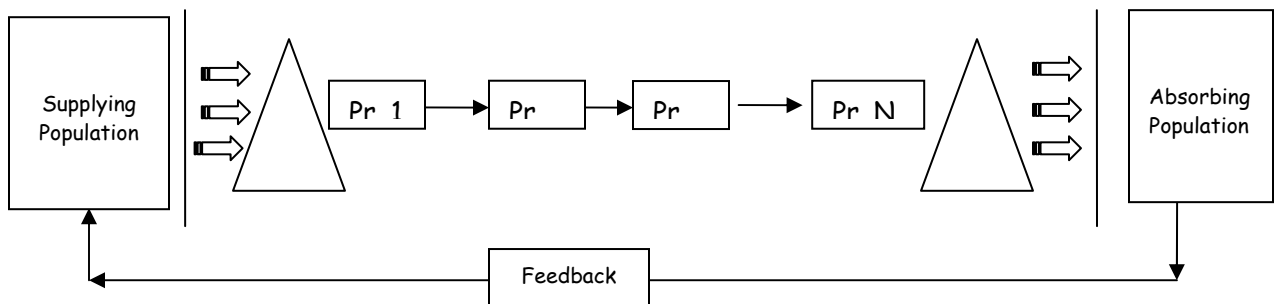 Supplying
Population
Pr 1
Pr
Pr
Pr N
Absorbing
Population
Feedback